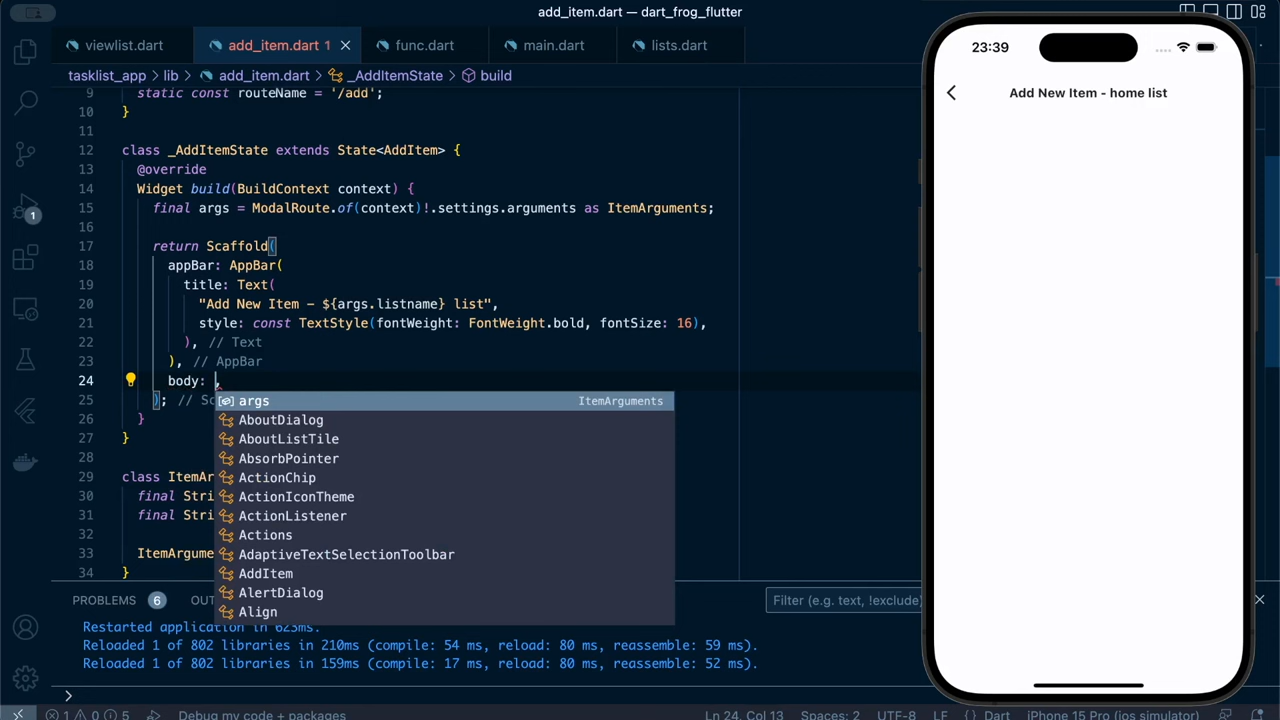 add_item.dart — dart_frog_flutter
viewlist.dart
add_item.dart 1
func.dart
main.dart
lists.dart
tasklist_app > lib > add_item.dart > _AddItemState > build
9 static const routeName = '/add';
10 }
11
12 class _AddItemState extends State<AddItem> {
13 @override
14 Widget build(BuildContext context) {
15 final args = ModalRoute.of(context)!.settings.arguments as ItemArguments;
16
17 return Scaffold(
18 appBar: AppBar(
19 title: Text(
20 "Add New Item - ${args.listname} list",
21 style: const TextStyle(fontWeight: FontWeight.bold, fontSize: 16),
22 ), // Text
23 ), // AppBar
24 body: ,
25 ); // Sc
26 }
27 }
28
29 class ItemAr
30 final Stri
31 final Stri
32
33 ItemArgume
34 }
args ItemArguments
AboutDialog
AboutListTile
AbsorbPointer
ActionChip
ActionIconTheme
ActionListener
Actions
AdaptiveTextSelectionToolbar
AddItem
AlertDialog
Align
1
PROBLEMS 6 OUT
Filter (e.g. text, !exclude)
Restarted application in 623ms.
Reloaded 1 of 802 libraries in 210ms (compile: 54 ms, reload: 80 ms, reassemble: 59 ms).
Reloaded 1 of 802 libraries in 159ms (compile: 17 ms, reload: 80 ms, reassemble: 52 ms).
>
1 0 5 Debug my code + packages
Ln 24, Col 13 Spaces: 2 UTF-8 LF {} Dart iPhone 15 Pro (ios simulator)
23:39
Add New Item - home list